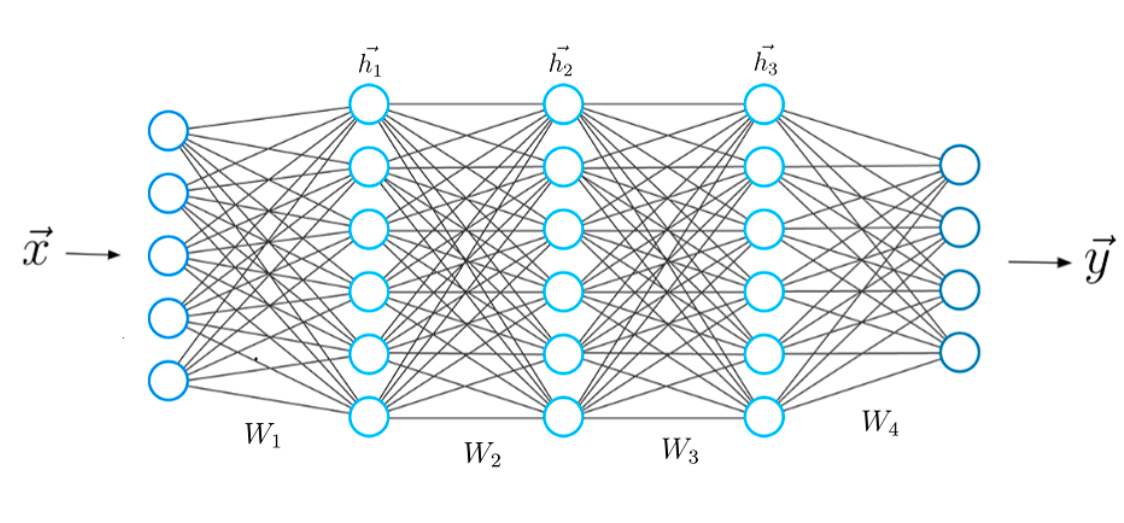 h⃗₁ h⃗₂ h⃗₃
x⃗ y⃗
W₁ W₂ W₃ W₄